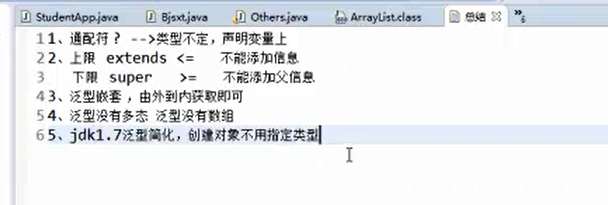 StudentApp.java Bjsxt.java Others.java ArrayList.class 总结 »6
1 1、通配符？ -->类型不定，声明变量上
2 2、上限 extends <= 不能添加信息
3 下限 super >= 不能添加父信息
4 3、泛型嵌套，由外到内获取即可
5 4、泛型没有多态 泛型没有数组
6 5、jdk1.7泛型简化，创建对象不用指定类型